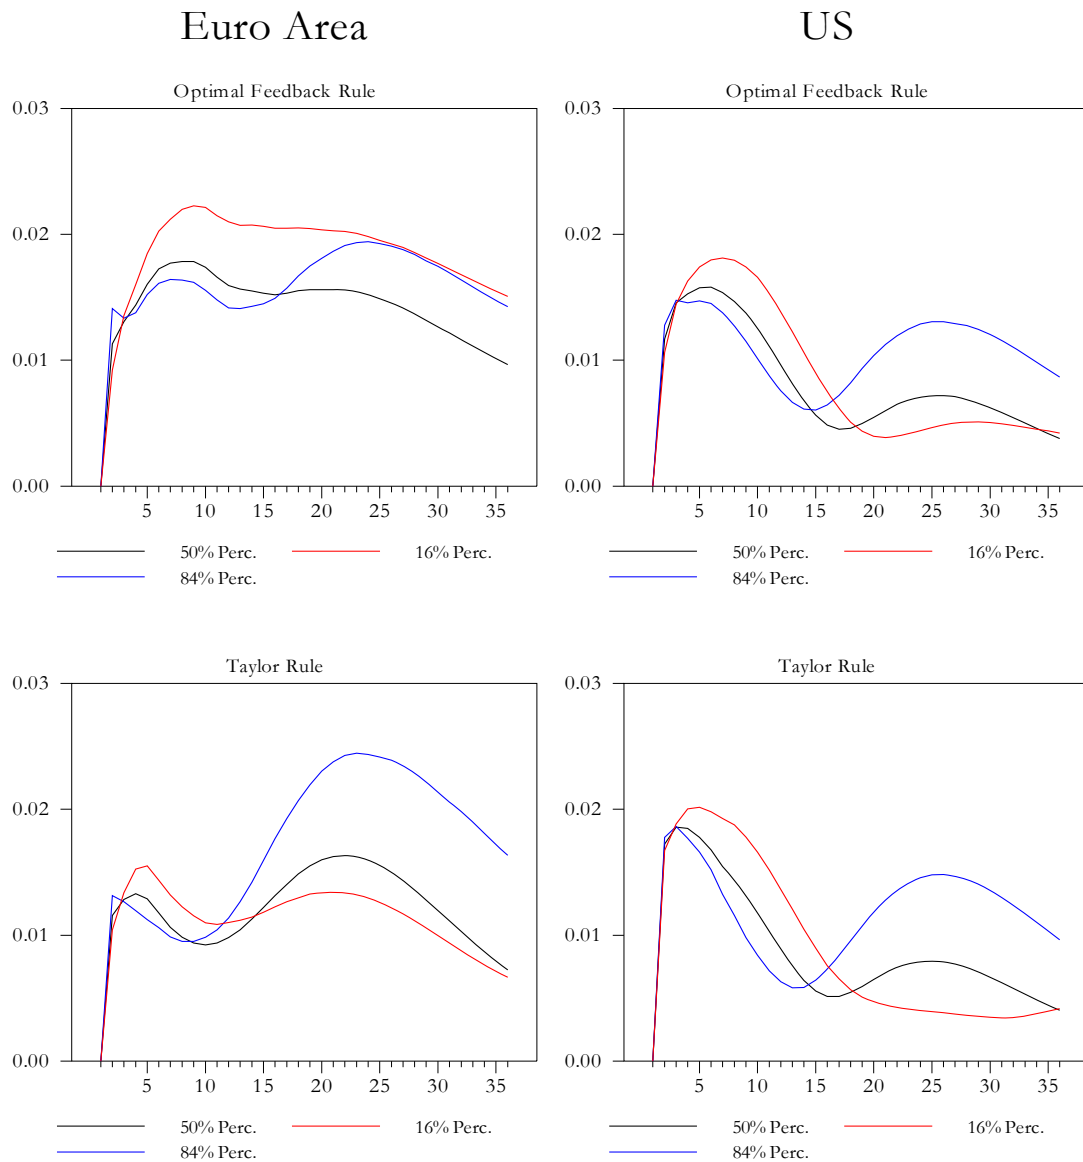 Euro Area US
Optimal Feedback Rule Optimal Feedback Rule
0.03 0.03
0.02 0.02
0.01 0.01
0.00 0.00
5 10 15 20 25 30 35 5 10 15 20 25 30 35
50% Perc. 16% Perc. 50% Perc. 16% Perc.
84% Perc. 84% Perc.
Taylor Rule Taylor Rule
0.03 0.03
0.02 0.02
0.01 0.01
0.00 0.00
5 10 15 20 25 30 35 5 10 15 20 25 30 35
50% Perc. 16% Perc. 50% Perc. 16% Perc.
84% Perc. 84% Perc.